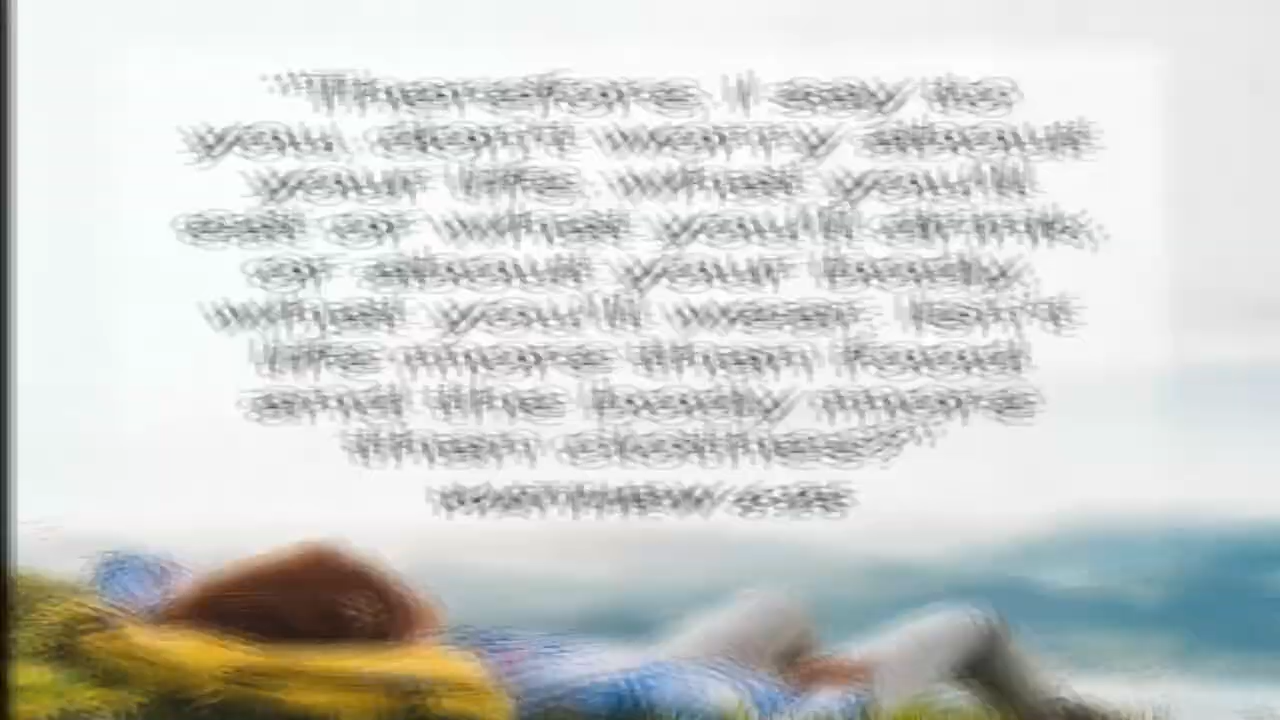 "Therefore, I say to
you, don't worry about
your life, what you'll
eat or what you'll drink,
or about your body,
what you'll wear. Isn't
life more than food
and the body more
than clothes?"
MATTHEW 6:25